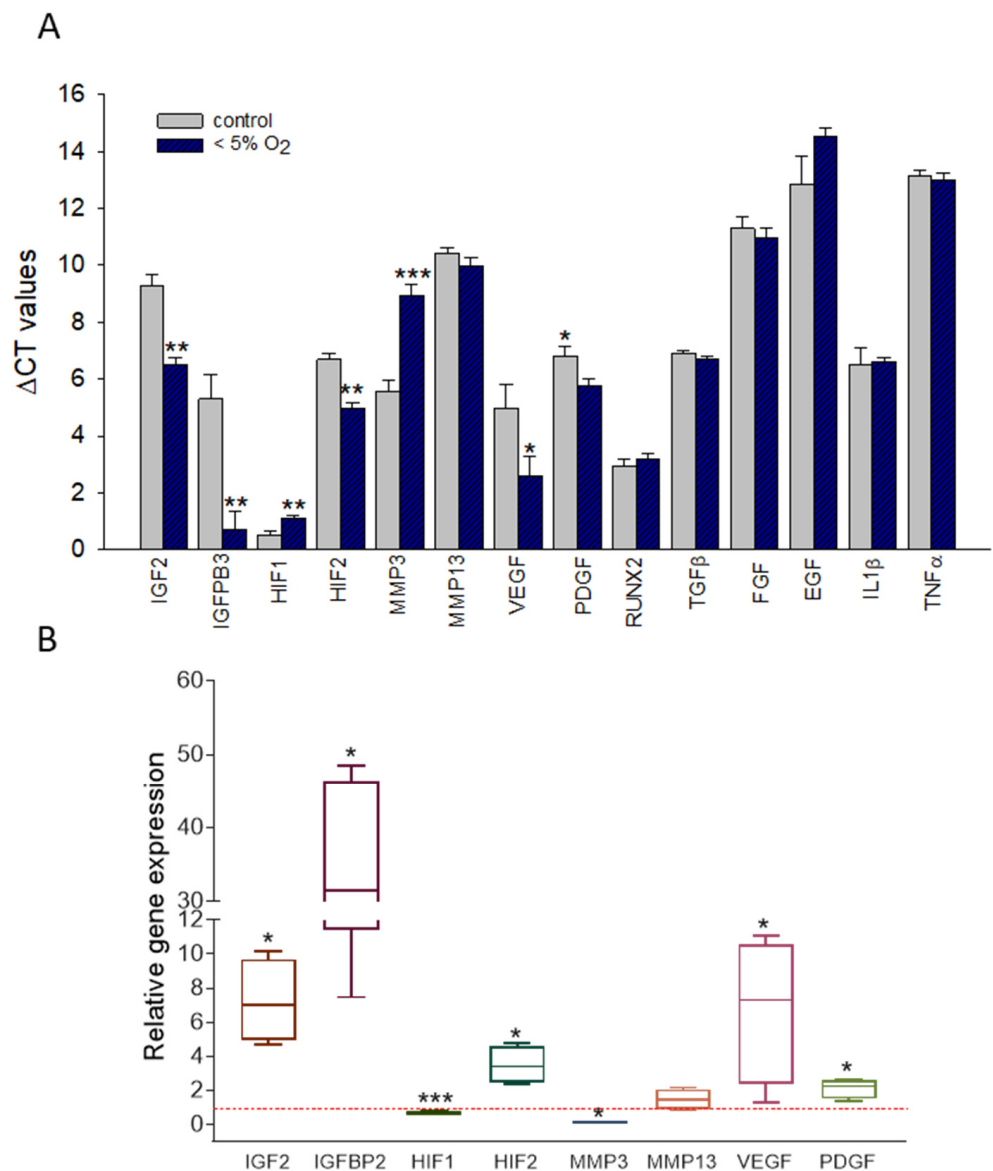 A
16
14
12
10
8
6
4
2
0
ΔCT values
control
< 5% O2
** ** ** ** *** * *
IGF2 IGFPB3 HIF1 HIF2 MMP3 MMP13 VEGF PDGF RUNX2 TGFβ FGF EGF IL1β TNFα
B
60
50
40
30
12
10
8
6
4
2
0
Relative gene expression
* * *** * * * *
IGF2 IGFBP2 HIF1 HIF2 MMP3 MMP13 VEGF PDGF